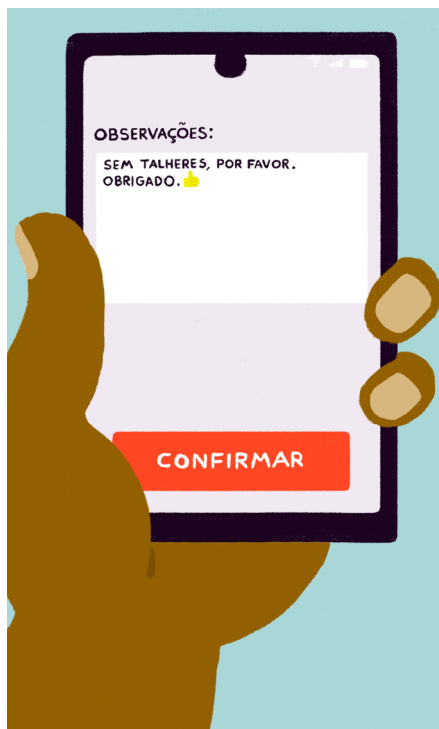 OBSERVAÇÕES:
SEM TALHERES, POR FAVOR.
OBRIGADO.👍
CONFIRMAR